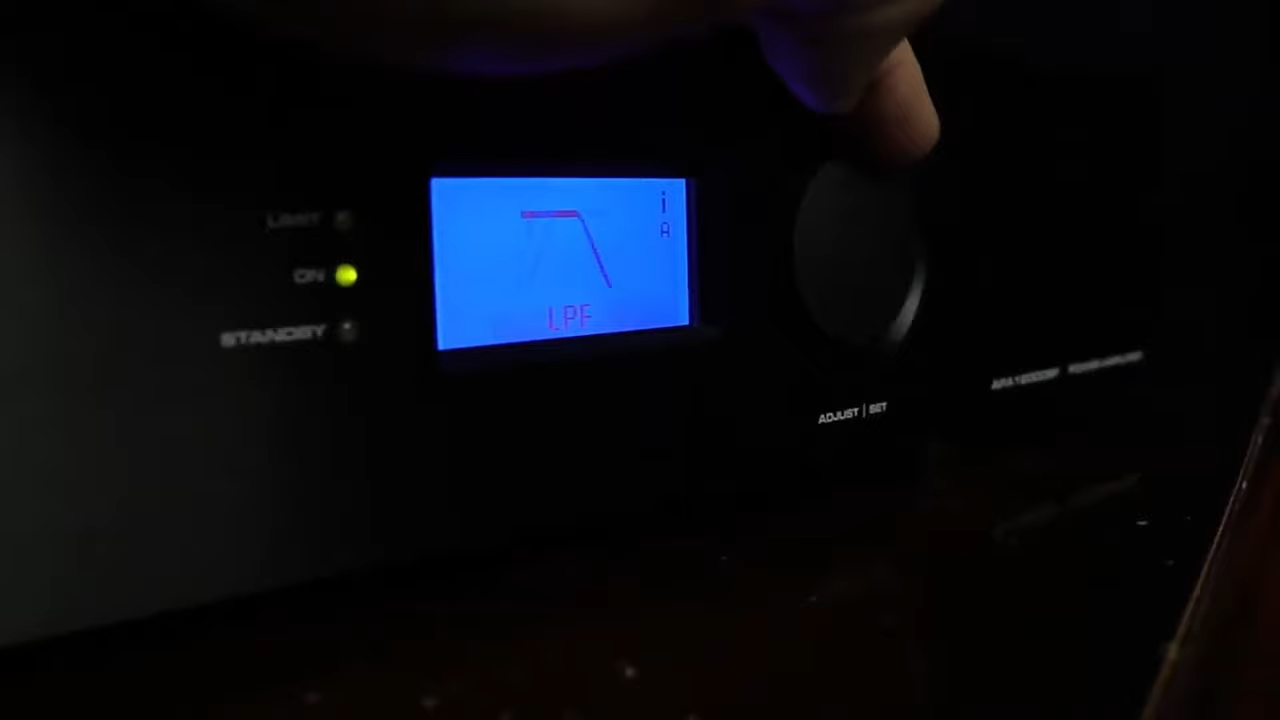 LIMIT
ON
STANDBY
i
A
LPF
ADJUST | SET